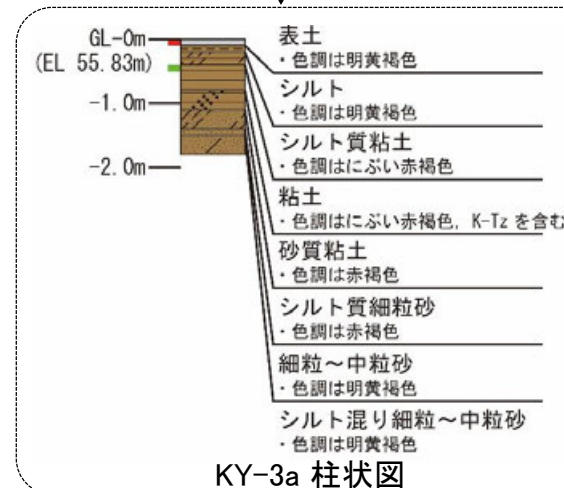 GL-0m
(EL 55.83m)
-1.0m
-2.0m
表土
・色調は明黄褐色
シルト
・色調は明黄褐色
シルト質粘土
・色調はにぶい赤褐色
粘土
・色調はにぶい赤褐色, K-Tzを含む
砂質粘土
・色調は赤褐色
シルト質細粒砂
・色調は赤褐色
細粒～中粒砂
・色調は明黄褐色
シルト混り細粒～中粒砂
・色調は明黄褐色
KY-3a 柱状図